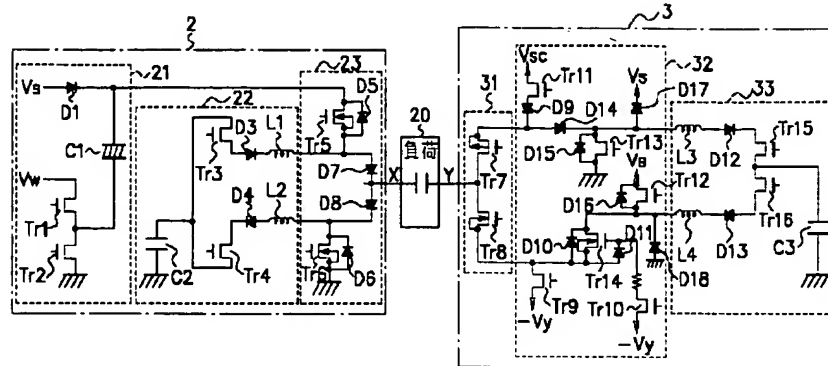 2
3
21
22
23
Vs
D1
C1
Vw
Tr1
Tr2
C2
Tr3
D3
L1
D4
L2
Tr4
D5
Tr5
D7
D8
Tr6
D6
X
20
負荷
Y
31
Tr7
Tr8
32
Vsc
Tr11
D9
D14
Vs
D17
D15
Tr13
Vs
Tr12
D16
D10
D11
Tr14
D18
Tr9
-Vy
Tr10
-Vy
33
L3
D12
Tr15
Tr16
L4
D13
C3